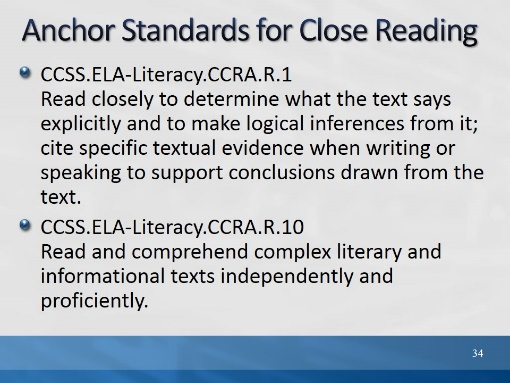 Anchor Standards for Close Reading
CCSS.ELA-Literacy.CCRA.R.1
Read closely to determine what the text says
explicitly and to make logical inferences from it;
cite specific textual evidence when writing or
speaking to support conclusions drawn from the
text.
CCSS.ELA-Literacy.CCRA.R.10
Read and comprehend complex literary and
informational texts independently and
proficiently.
34